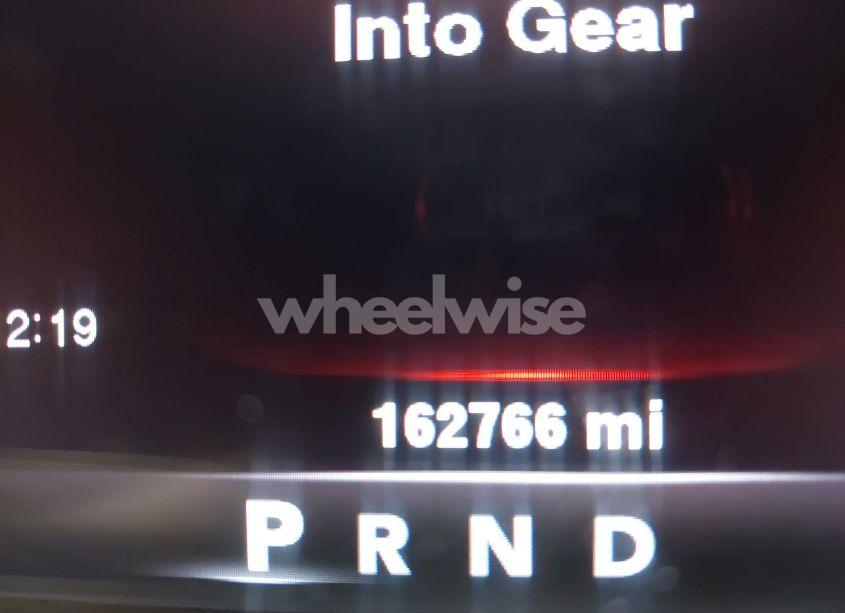 Into Gear
wheelwise
2:19
162766 mi
P R N D